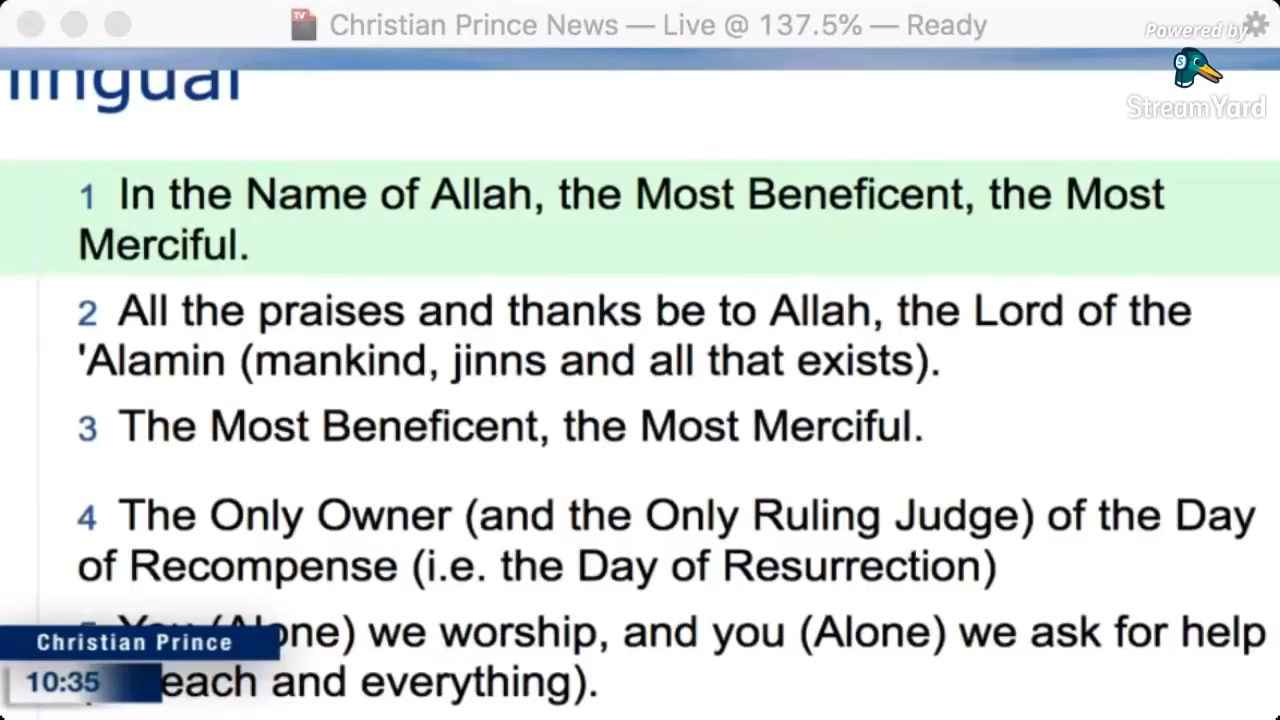 Christian Prince News — Live @ 137.5% — Ready
Powered by
StreamYard
lingual
1 In the Name of Allah, the Most Beneficent, the Most
Merciful.
2 All the praises and thanks be to Allah, the Lord of the
'Alamin (mankind, jinns and all that exists).
3 The Most Beneficent, the Most Merciful.
4 The Only Owner (and the Only Ruling Judge) of the Day
of Recompense (i.e. the Day of Resurrection)
You (Alone) we worship, and you (Alone) we ask for help
each and everything).
Christian Prince
10:35